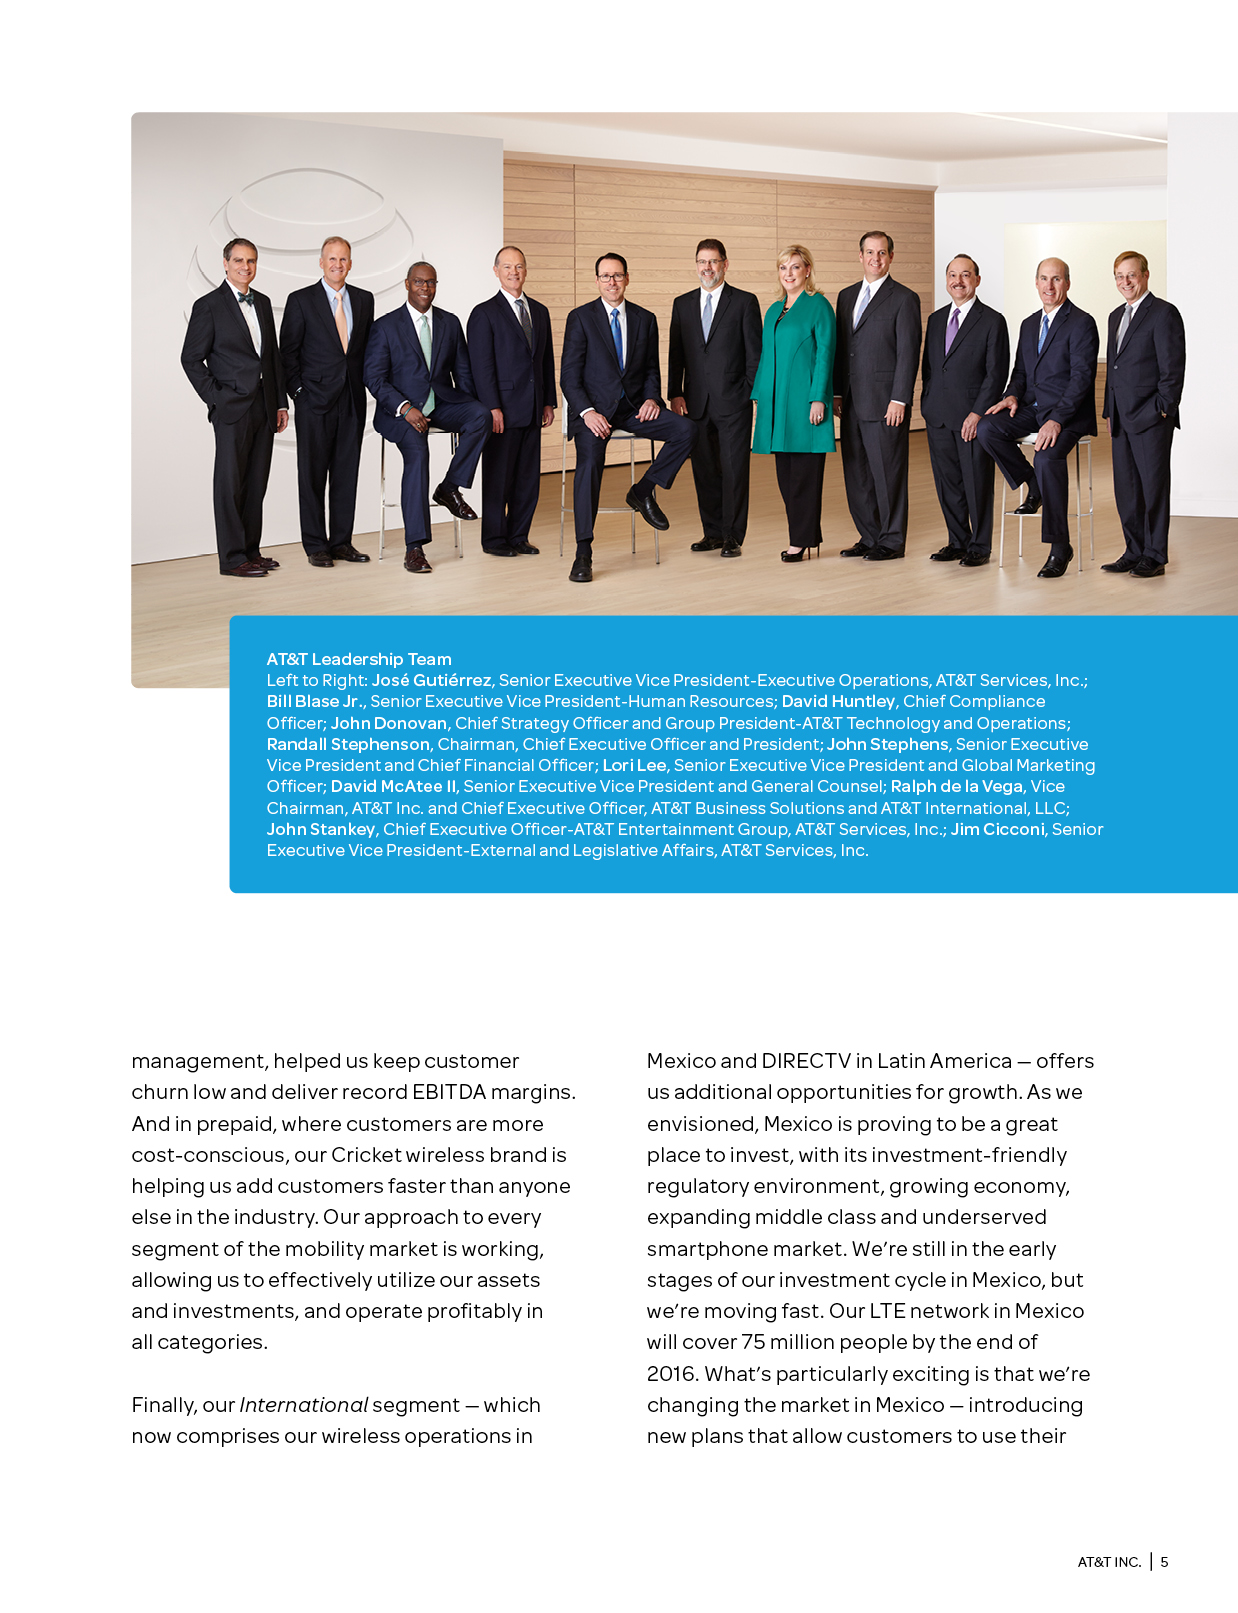 AT&T Leadership Team
Left to Right: José Gutiérrez, Senior Executive Vice President-Executive Operations, AT&T Services, Inc.;
Bill Blase Jr., Senior Executive Vice President-Human Resources; David Huntley, Chief Compliance
Officer; John Donovan, Chief Strategy Officer and Group President-AT&T Technology and Operations;
Randall Stephenson, Chairman, Chief Executive Officer and President; John Stephens, Senior Executive
Vice President and Chief Financial Officer; Lori Lee, Senior Executive Vice President and Global Marketing
Officer; David McAtee II, Senior Executive Vice President and General Counsel; Ralph de la Vega, Vice
Chairman, AT&T Inc. and Chief Executive Officer, AT&T Business Solutions and AT&T International, LLC;
John Stankey, Chief Executive Officer-AT&T Entertainment Group, AT&T Services, Inc.; Jim Cicconi, Senior
Executive Vice President-External and Legislative Affairs, AT&T Services, Inc.
management, helped us keep customer
churn low and deliver record EBITDA margins.
And in prepaid, where customers are more
cost-conscious, our Cricket wireless brand is
helping us add customers faster than anyone
else in the industry. Our approach to every
segment of the mobility market is working,
allowing us to effectively utilize our assets
and investments, and operate profitably in
all categories.
Finally, our International segment — which
now comprises our wireless operations in
Mexico and DIRECTV in Latin America — offers
us additional opportunities for growth. As we
envisioned, Mexico is proving to be a great
place to invest, with its investment-friendly
regulatory environment, growing economy,
expanding middle class and underserved
smartphone market. We’re still in the early
stages of our investment cycle in Mexico, but
we’re moving fast. Our LTE network in Mexico
will cover 75 million people by the end of
2016. What’s particularly exciting is that we’re
changing the market in Mexico — introducing
new plans that allow customers to use their
AT&T INC. | 5